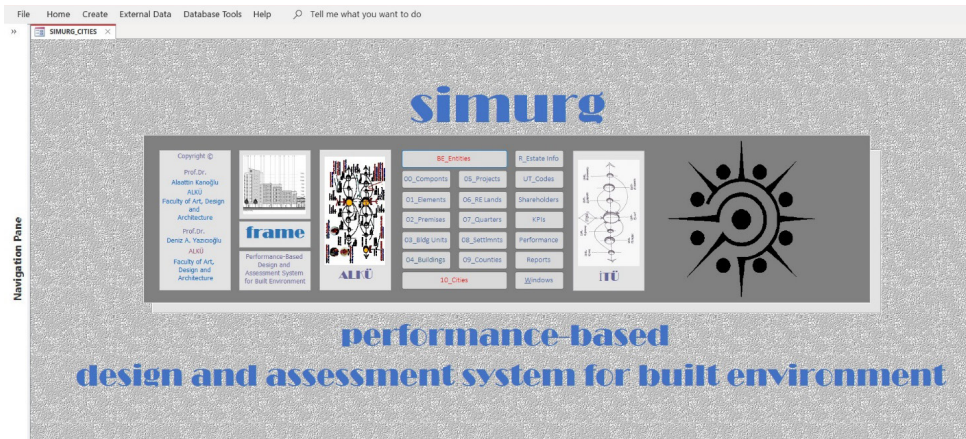 File Home Create External Data Database Tools Help Tell me what you want to do
SIMURG_CITIES
Navigation Pane
simurg
Copyright ©
Prof.Dr.
Alaattin Kanoğlu
ALKÜ
Faculty of Art, Design
and
Architecture
Prof.Dr.
Deniz A. Yazıcıoğlu
ALKÜ
Faculty of Art,
Design and
Architecture
frame
Performance-Based
Design and
Assessment System
for Built Environment
ALKÜ
BE_Entities
00_Componts 05_Projects
01_Elements 06_RE Lands
02_Premises 07_Quarters
03_Bldg Units 08_Settlmnts
04_Buildings 09_Counties
10_Cities
R_Estate Info
UT_Codes
Shareholders
KPIs
Performance
Reports
Windows
İTÜ
performance-based
design and assessment system for built environment